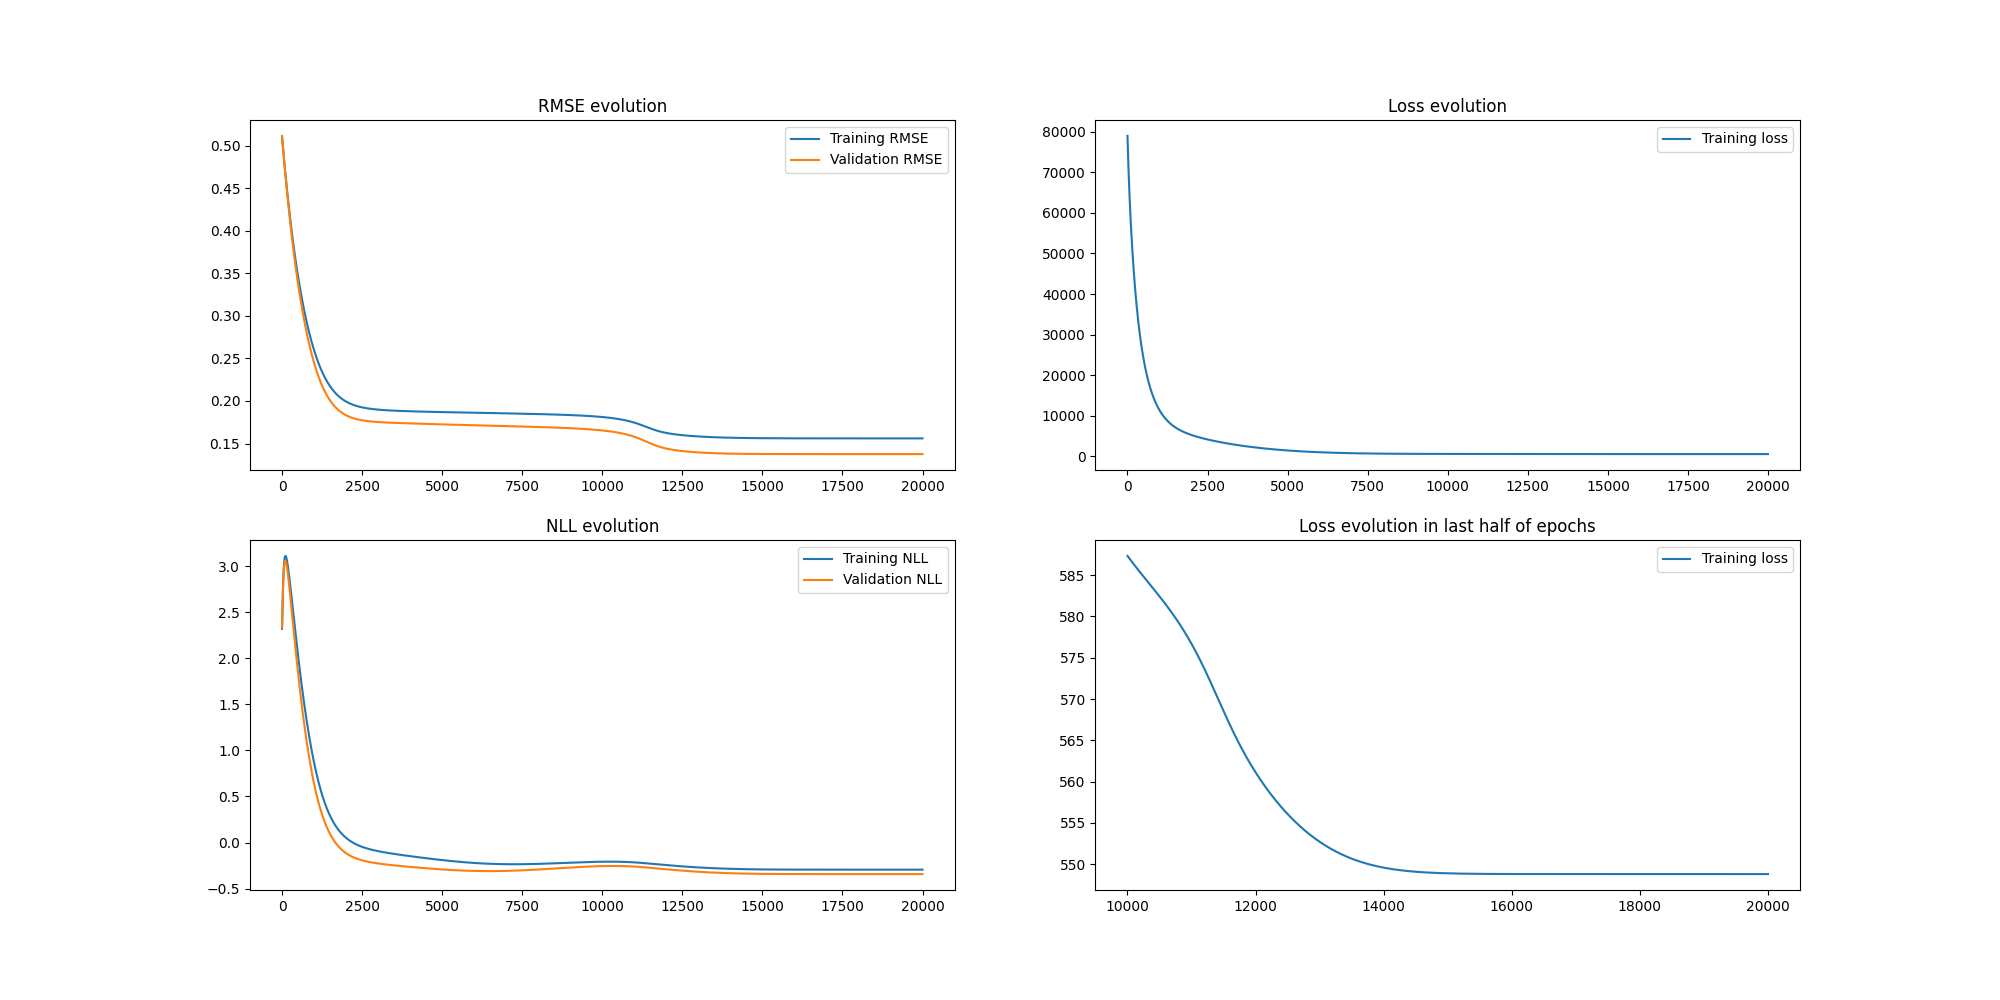 RMSE evolution
Training RMSE
Validation RMSE
0.50
0.45
0.40
0.35
0.30
0.25
0.20
0.15
0 2500 5000 7500 10000 12500 15000 17500 20000
Loss evolution
Training loss
80000
70000
60000
50000
40000
30000
20000
10000
0
0 2500 5000 7500 10000 12500 15000 17500 20000
NLL evolution
Training NLL
Validation NLL
3.0
2.5
2.0
1.5
1.0
0.5
0.0
−0.5
0 2500 5000 7500 10000 12500 15000 17500 20000
Loss evolution in last half of epochs
Training loss
585
580
575
570
565
560
555
550
10000 12000 14000 16000 18000 20000